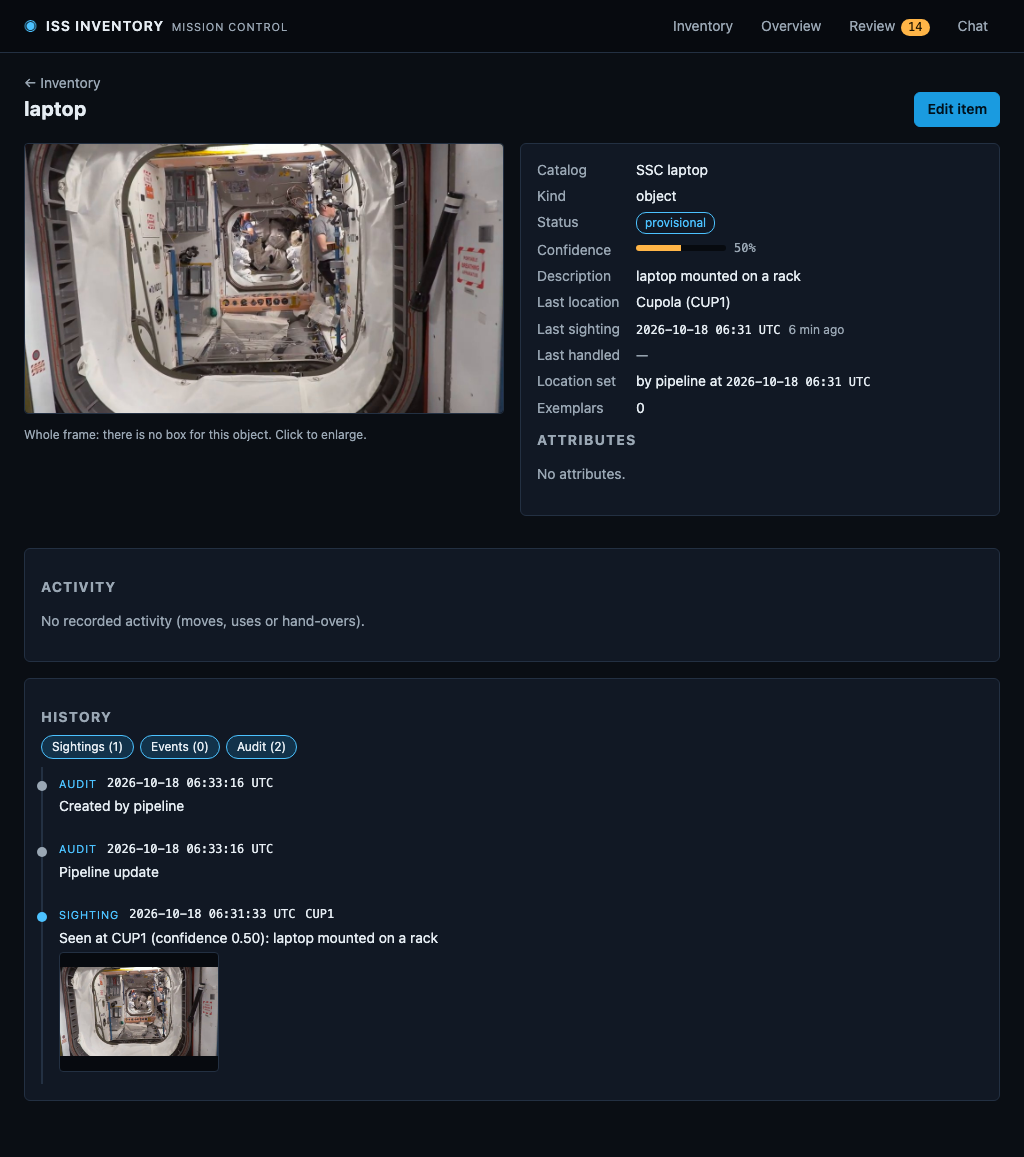 ISS INVENTORY MISSION CONTROL
Inventory Overview Review 14 Chat
← Inventory
laptop
Edit item
Whole frame: there is no box for this object. Click to enlarge.
Catalog SSC laptop
Kind object
Status provisional
Confidence 50%
Description laptop mounted on a rack
Last location Cupola (CUP1)
Last sighting 2026-10-18 06:31 UTC 6 min ago
Last handled —
Location set by pipeline at 2026-10-18 06:31 UTC
Exemplars 0
ATTRIBUTES
No attributes.
ACTIVITY
No recorded activity (moves, uses or hand-overs).
HISTORY
Sightings (1) Events (0) Audit (2)
AUDIT 2026-10-18 06:33:16 UTC
Created by pipeline
AUDIT 2026-10-18 06:33:16 UTC
Pipeline update
SIGHTING 2026-10-18 06:31:33 UTC CUP1
Seen at CUP1 (confidence 0.50): laptop mounted on a rack